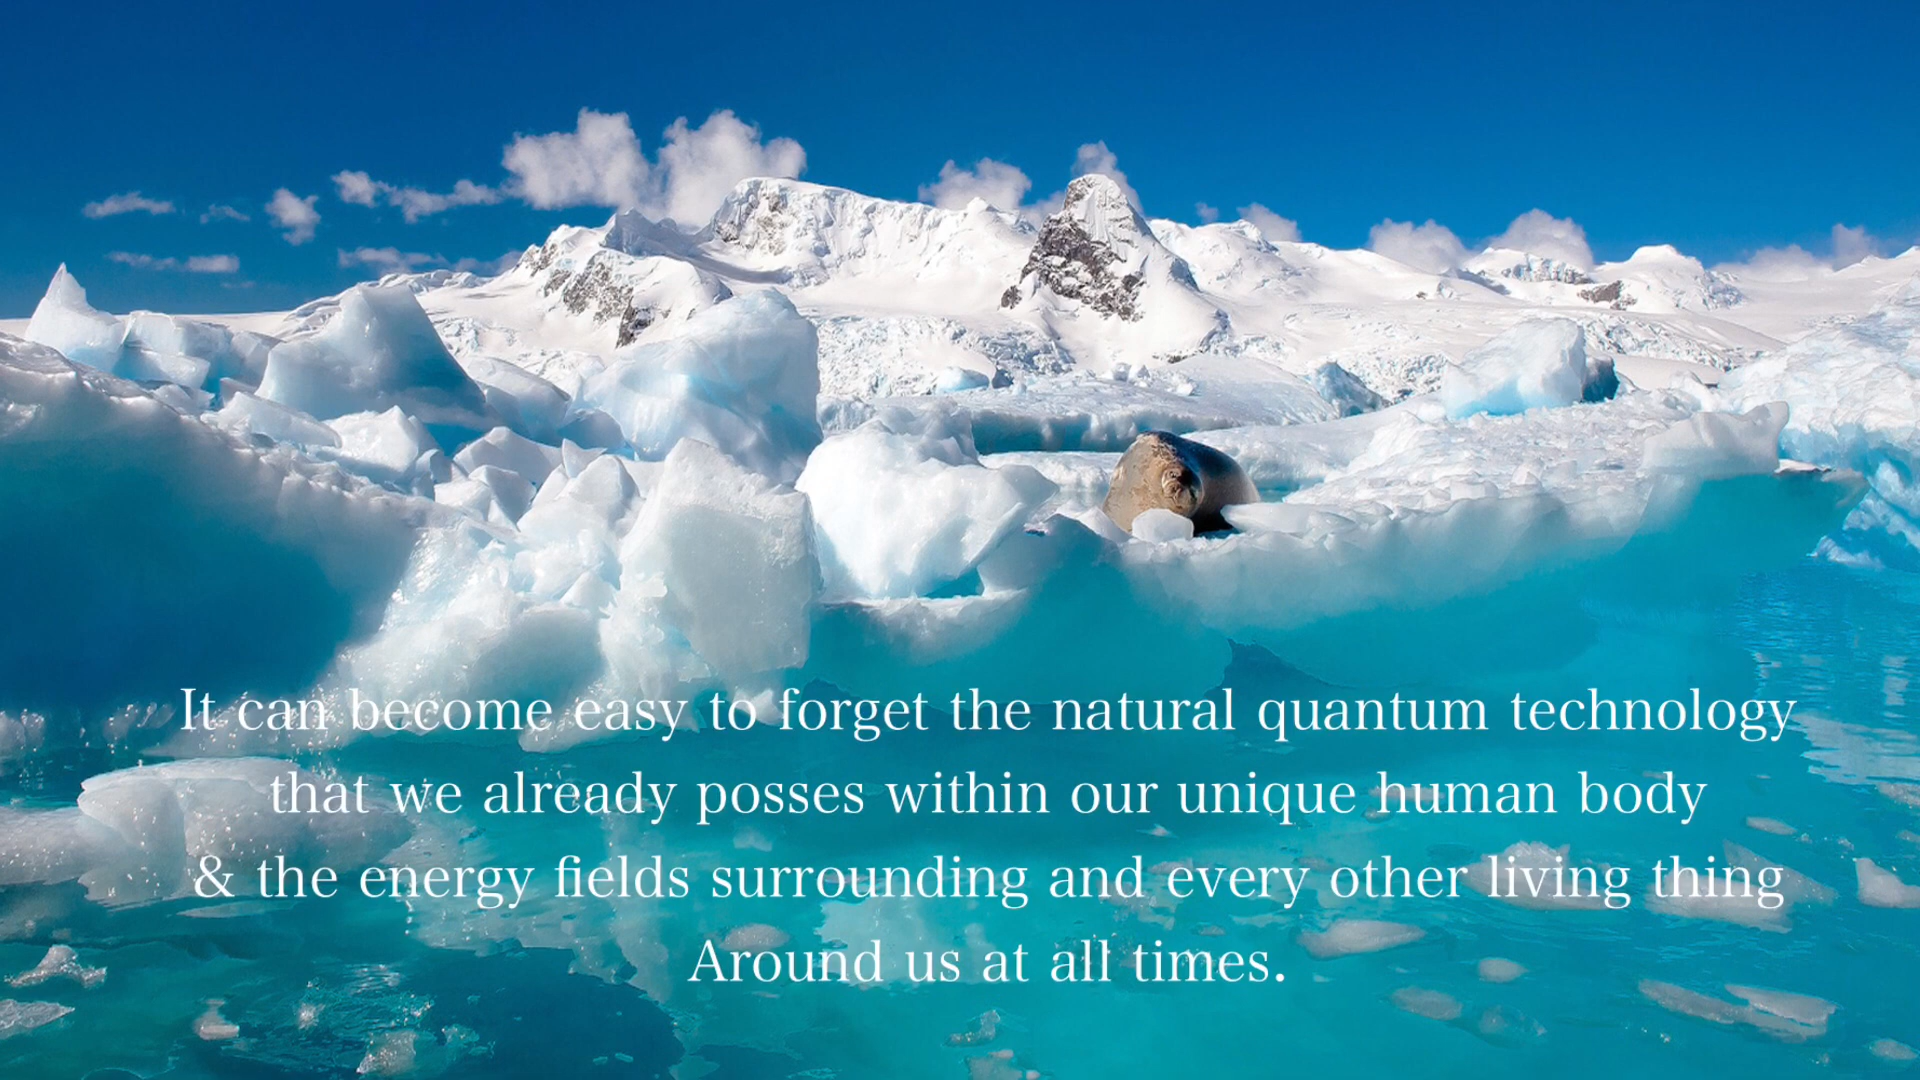 It can become easy to forget the natural quantum technology
that we already posses within our unique human body
& the energy fields surrounding and every other living thing
Around us at all times.